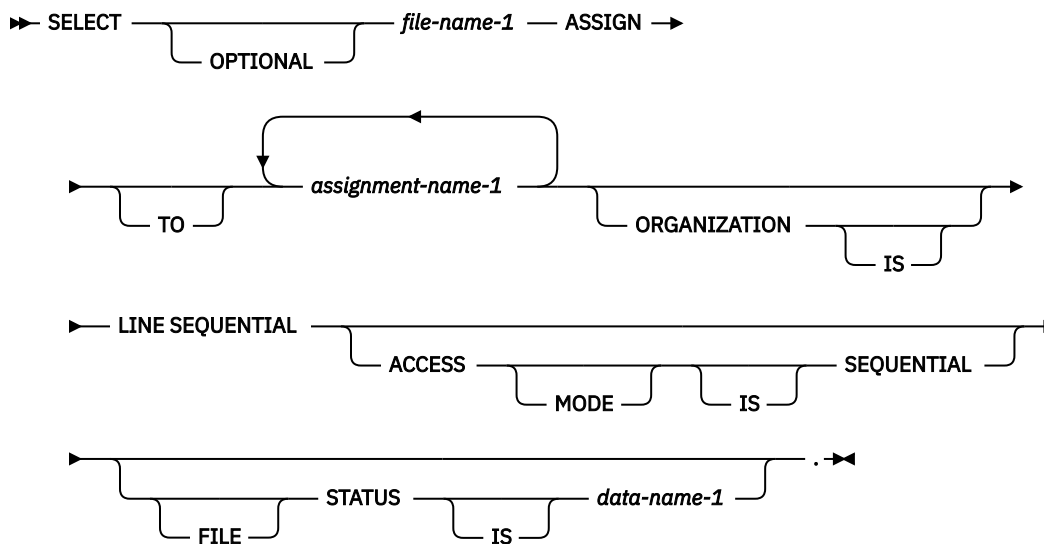 SELECT file-name-1 ASSIGN
OPTIONAL
assignment-name-1
TO ORGANIZATION
IS
LINE SEQUENTIAL
ACCESS SEQUENTIAL
MODE IS
.
STATUS data-name-1
FILE IS